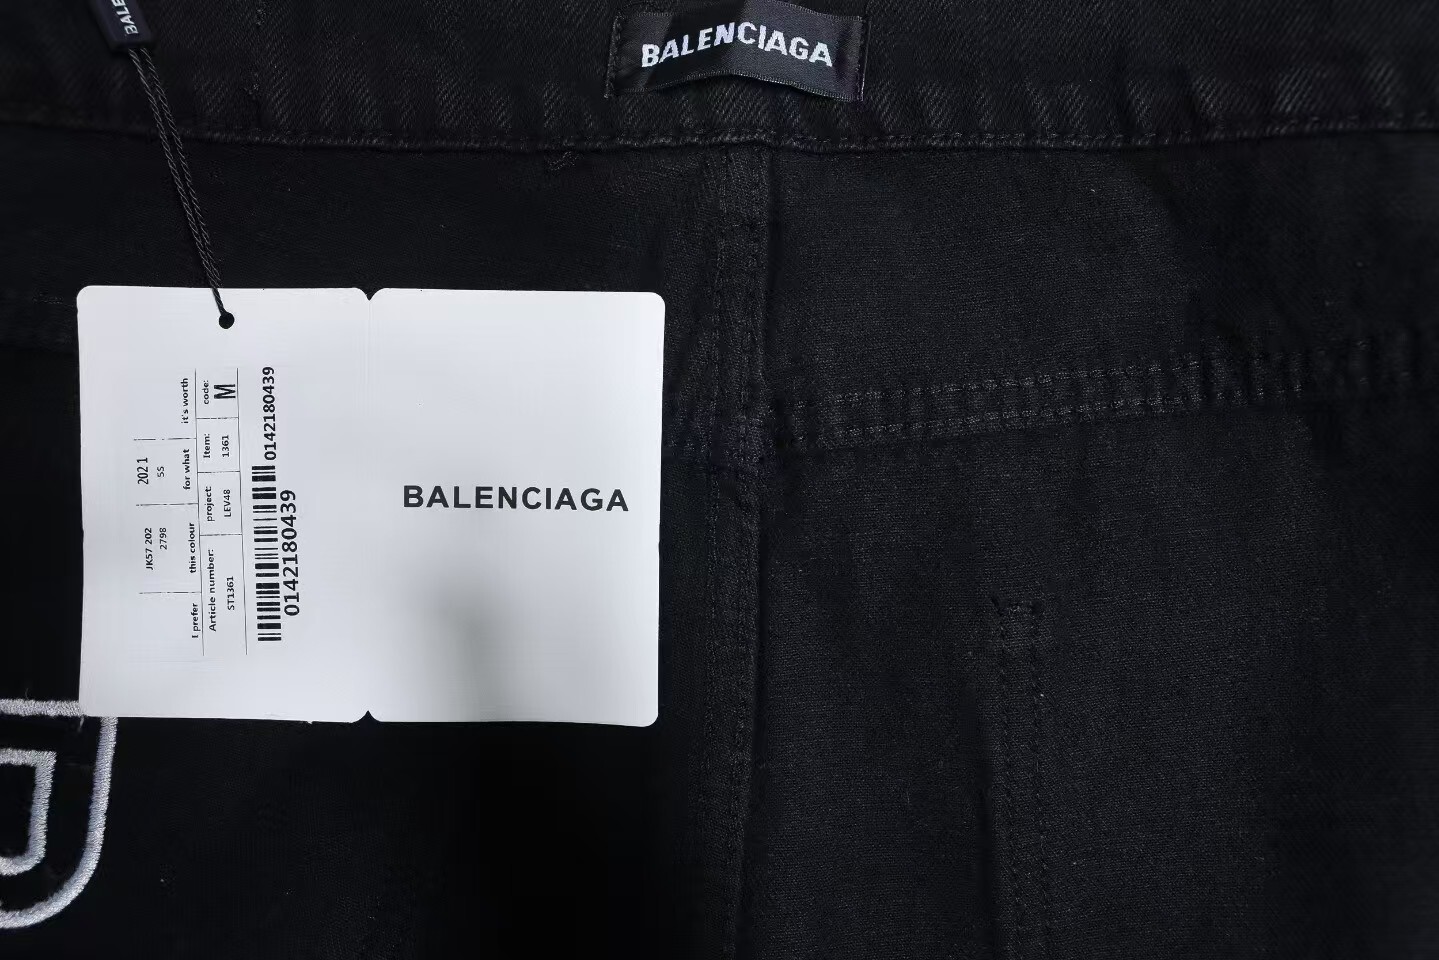 BALE
BALENCIAGA
BALENCIAGA
2021
5S
JK57 202
2798
I prefer this colour for what it's worth
Article number: project: Item: code:
ST1361 LEV48 1361 M
0142180439
0142180439